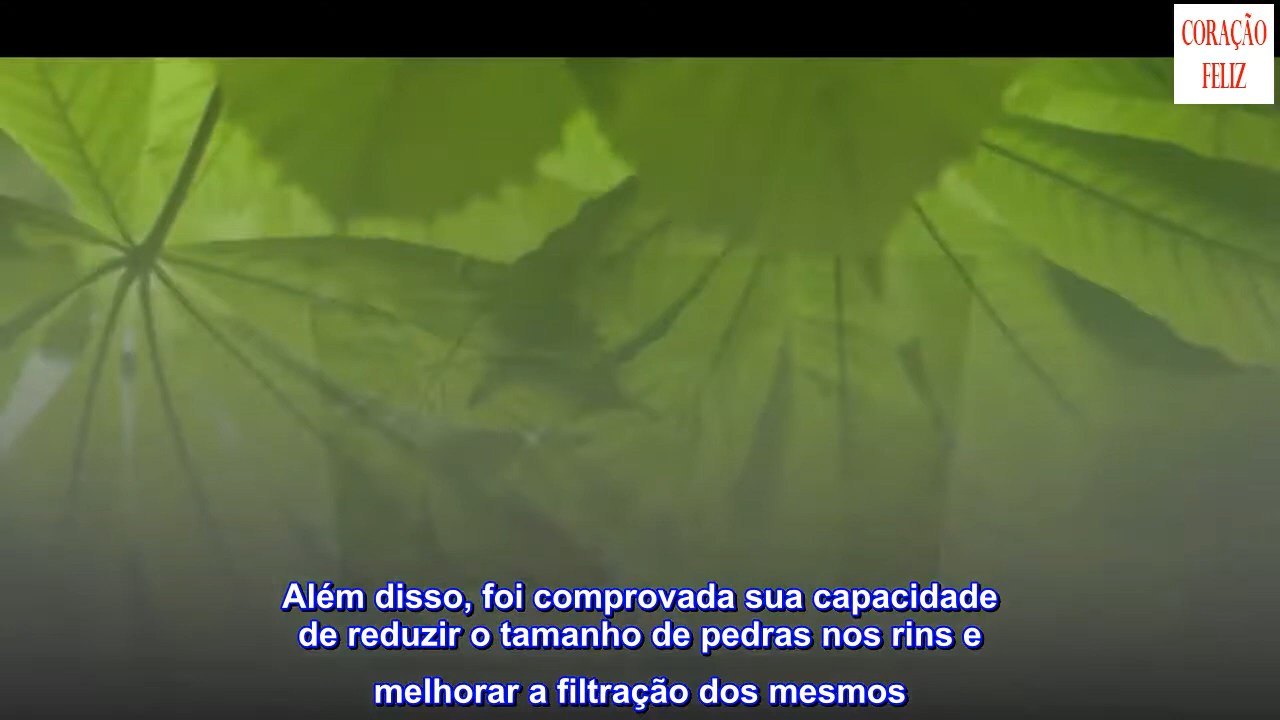 CORAÇÃO
FELIZ
Além disso, foi comprovada sua capacidade
de reduzir o tamanho de pedras nos rins e
melhorar a filtração dos mesmos